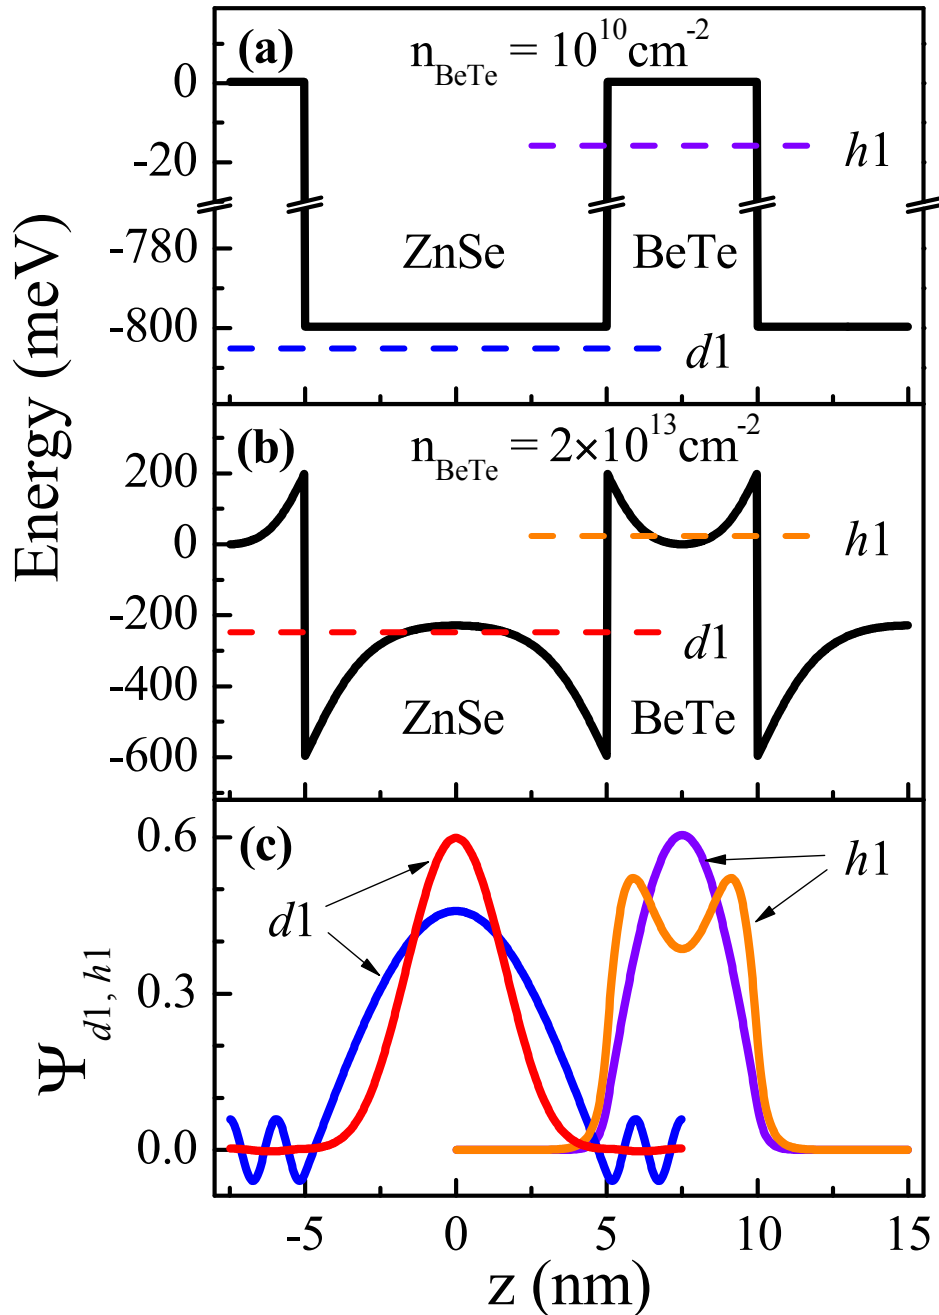 (a)
n_BeTe = 10^10 cm^-2
0
-20
-780
-800
h1
ZnSe
BeTe
d1
Energy (meV)
(b)
n_BeTe = 2×10^13 cm^-2
200
0
-200
-400
-600
h1
d1
ZnSe
BeTe
(c)
0.6
0.3
0.0
d1
h1
Ψ_d1, h1
-5
0
5
10
15
z (nm)